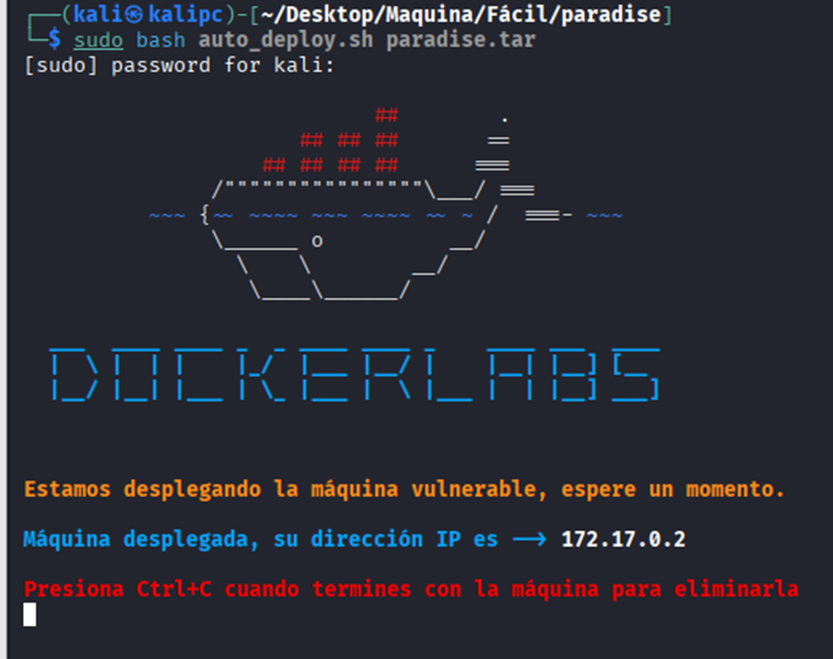 ┌──(kali㉿kalipc)-[~/Desktop/Maquina/Fácil/paradise]
└─$ sudo bash auto_deploy.sh paradise.tar
[sudo] password for kali:
DOCKERLABS
Estamos desplegando la máquina vulnerable, espere un momento.
Máquina desplegada, su dirección IP es --> 172.17.0.2
Presiona Ctrl+C cuando termines con la máquina para eliminarla